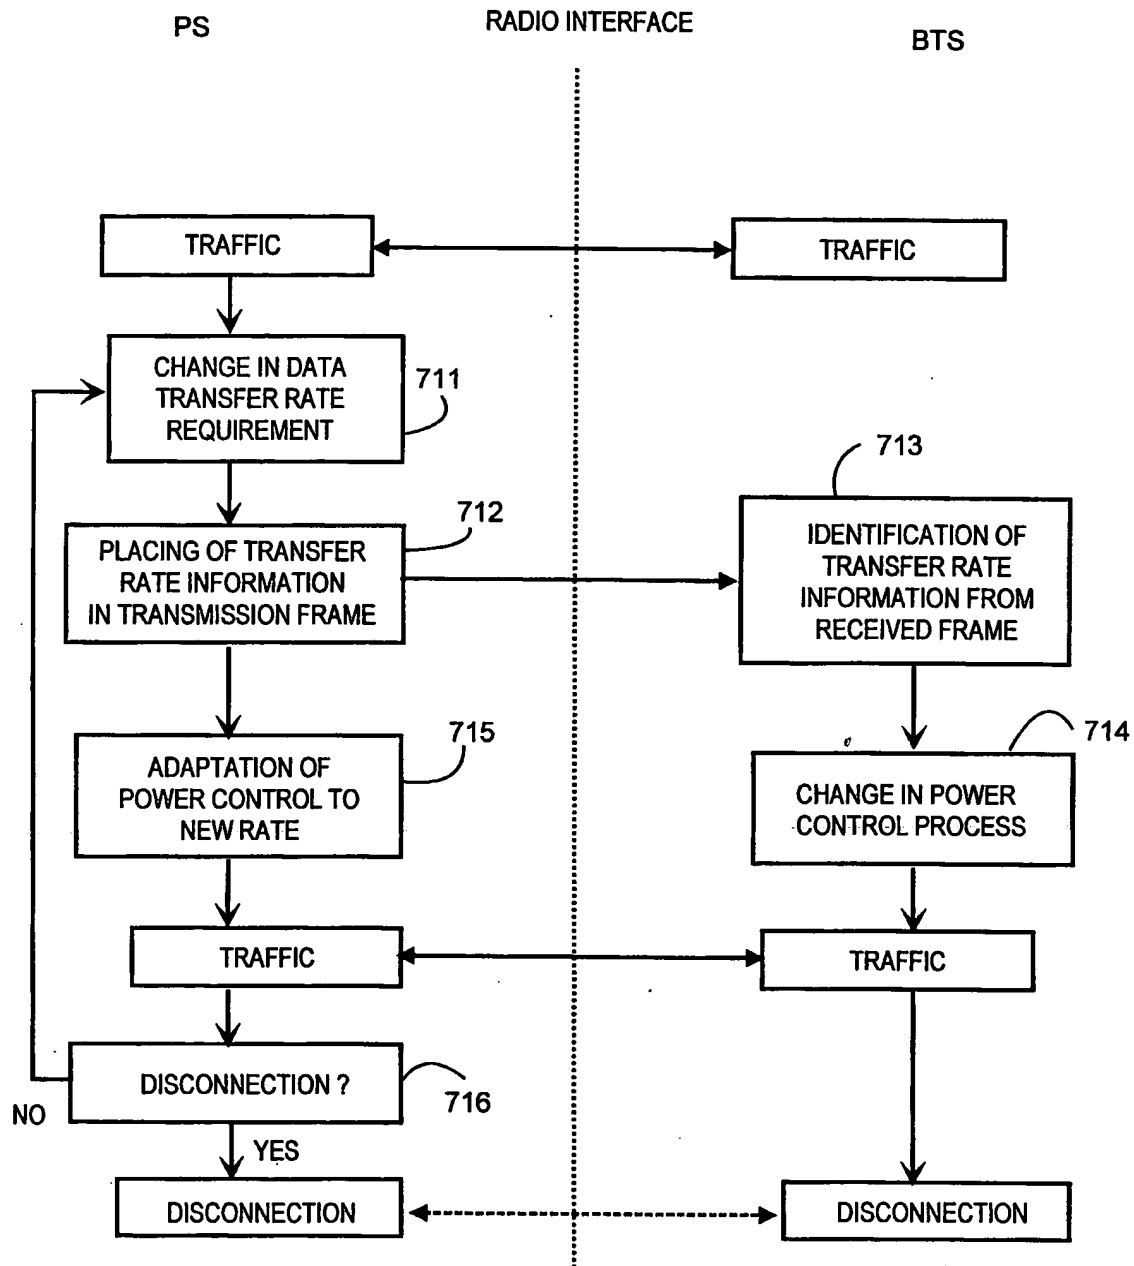 PS
RADIO INTERFACE
BTS
TRAFFIC
TRAFFIC
CHANGE IN DATA
TRANSFER RATE
REQUIREMENT
711
713
712
PLACING OF TRANSFER
RATE INFORMATION
IN TRANSMISSION FRAME
IDENTIFICATION OF
TRANSFER RATE
INFORMATION FROM
RECEIVED FRAME
715
714
ADAPTATION OF
POWER CONTROL TO
NEW RATE
CHANGE IN POWER
CONTROL PROCESS
TRAFFIC
TRAFFIC
DISCONNECTION ?
716
NO
YES
DISCONNECTION
DISCONNECTION